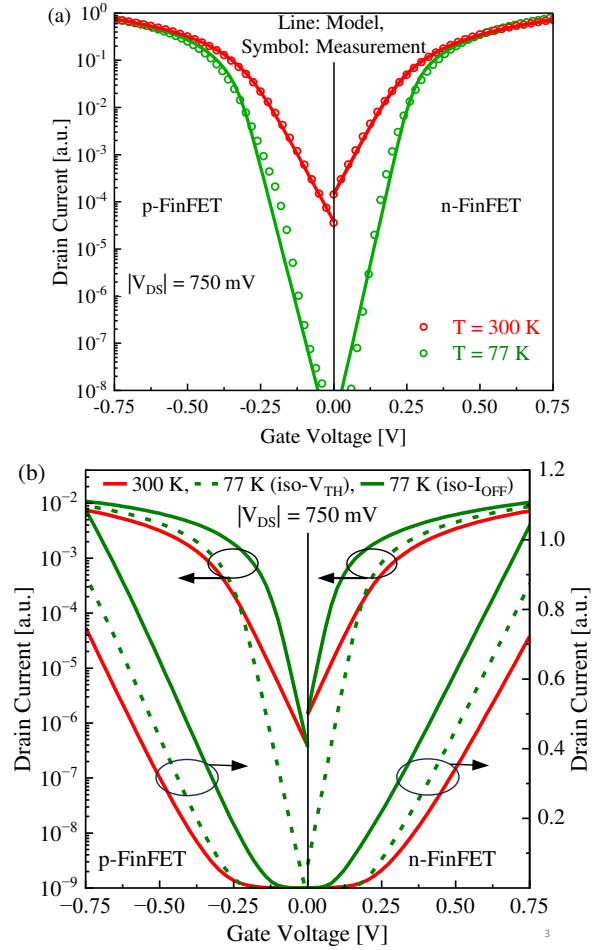 (a)
Line: Model,
Symbol: Measurement
10^0
10^-1
10^-2
10^-3
10^-4
10^-5
10^-6
10^-7
10^-8
Drain Current [a.u.]
p-FinFET
n-FinFET
|V_DS| = 750 mV
T = 300 K
T = 77 K
-0.75 -0.50 -0.25 0.00 0.25 0.50 0.75
Gate Voltage [V]
(b)
300 K, 77 K (iso-V_TH), 77 K (iso-I_OFF)
|V_DS| = 750 mV
10^-2
10^-3
10^-4
10^-5
10^-6
10^-7
10^-8
10^-9
Drain Current [a.u.]
1.2
1.0
0.8
0.6
0.4
0.2
0.0
Drain Current [a.u.]
p-FinFET
n-FinFET
−0.75 −0.50 −0.25 0.00 0.25 0.50 0.75
Gate Voltage [V]
3